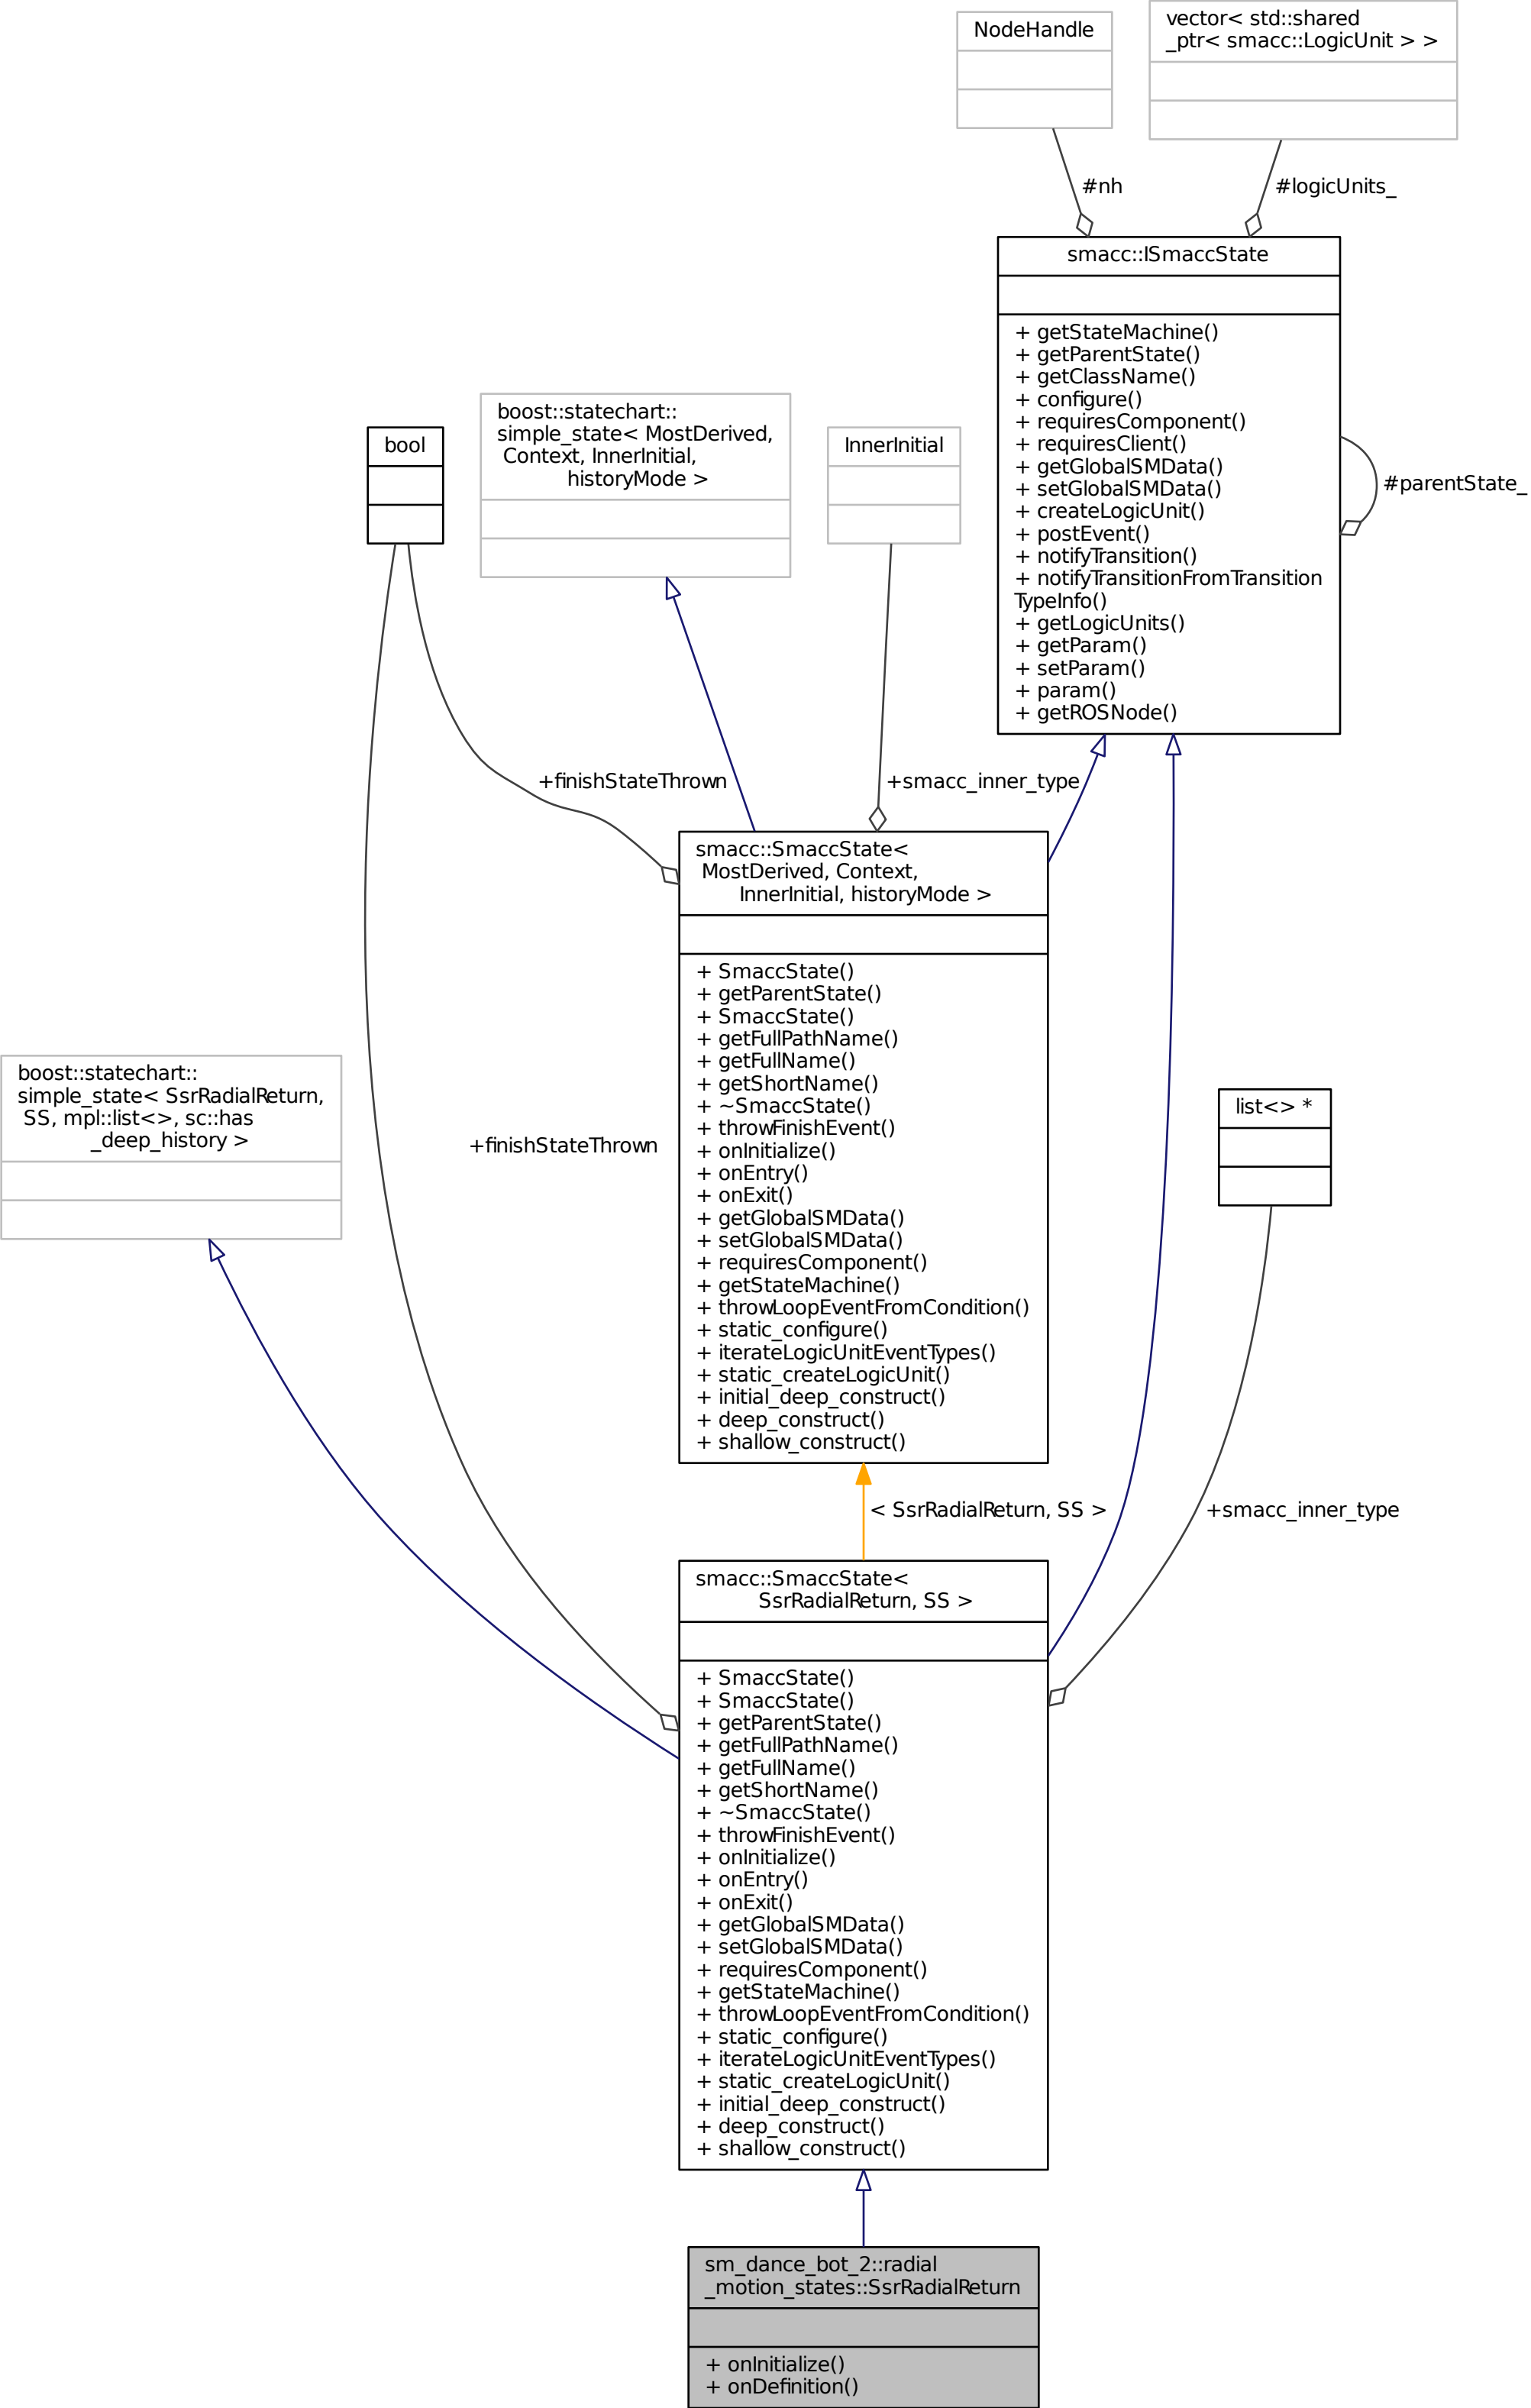 NodeHandle
vector< std::shared
_ptr< smacc::LogicUnit > >
#nh
#logicUnits_
smacc::ISmaccState
+ getStateMachine()
+ getParentState()
+ getClassName()
+ configure()
+ requiresComponent()
+ requiresClient()
+ getGlobalSMData()
+ setGlobalSMData()
+ createLogicUnit()
+ postEvent()
+ notifyTransition()
+ notifyTransitionFromTransition
TypeInfo()
+ getLogicUnits()
+ getParam()
+ setParam()
+ param()
+ getROSNode()
#parentState_
bool
boost::statechart::
simple_state< MostDerived,
Context, InnerInitial,
historyMode >
InnerInitial
+finishStateThrown
+smacc_inner_type
smacc::SmaccState<
MostDerived, Context,
InnerInitial, historyMode >
+ SmaccState()
+ getParentState()
+ SmaccState()
+ getFullPathName()
+ getFullName()
+ getShortName()
+ ~SmaccState()
+ throwFinishEvent()
+ onInitialize()
+ onEntry()
+ onExit()
+ getGlobalSMData()
+ setGlobalSMData()
+ requiresComponent()
+ getStateMachine()
+ throwLoopEventFromCondition()
+ static_configure()
+ iterateLogicUnitEventTypes()
+ static_createLogicUnit()
+ initial_deep_construct()
+ deep_construct()
+ shallow_construct()
boost::statechart::
simple_state< SsrRadialReturn,
SS, mpl::list<>, sc::has
_deep_history >
+finishStateThrown
list<> *
< SsrRadialReturn, SS >
+smacc_inner_type
smacc::SmaccState<
SsrRadialReturn, SS >
+ SmaccState()
+ SmaccState()
+ getParentState()
+ getFullPathName()
+ getFullName()
+ getShortName()
+ ~SmaccState()
+ throwFinishEvent()
+ onInitialize()
+ onEntry()
+ onExit()
+ getGlobalSMData()
+ setGlobalSMData()
+ requiresComponent()
+ getStateMachine()
+ throwLoopEventFromCondition()
+ static_configure()
+ iterateLogicUnitEventTypes()
+ static_createLogicUnit()
+ initial_deep_construct()
+ deep_construct()
+ shallow_construct()
sm_dance_bot_2::radial
_motion_states::SsrRadialReturn
+ onInitialize()
+ onDefinition()